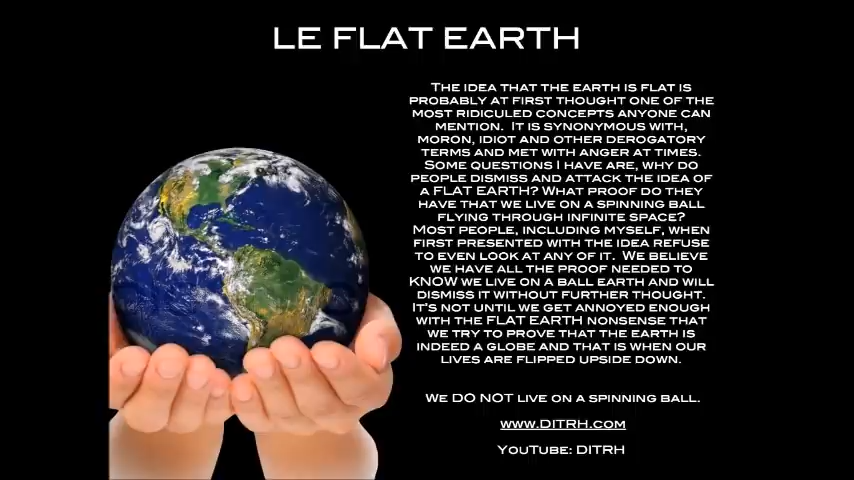 LE FLAT EARTH
THE IDEA THAT THE EARTH IS FLAT IS
PROBABLY AT FIRST THOUGHT ONE OF THE
MOST RIDICULED CONCEPTS ANYONE CAN
MENTION. IT IS SYNONYMOUS WITH,
MORON, IDIOT AND OTHER DEROGATORY
TERMS AND MET WITH ANGER AT TIMES.
SOME QUESTIONS I HAVE ARE, WHY DO
PEOPLE DISMISS AND ATTACK THE IDEA OF
A FLAT EARTH? WHAT PROOF DO THEY
HAVE THAT WE LIVE ON A SPINNING BALL
FLYING THROUGH INFINITE SPACE?
MOST PEOPLE, INCLUDING MYSELF, WHEN
FIRST PRESENTED WITH THE IDEA REFUSE
TO EVEN LOOK AT ANY OF IT. WE BELIEVE
WE HAVE ALL THE PROOF NEEDED TO
KNOW WE LIVE ON A BALL EARTH AND WILL
DISMISS IT WITHOUT FURTHER THOUGHT.
IT'S NOT UNTIL WE GET ANNOYED ENOUGH
WITH THE FLAT EARTH NONSENSE THAT
WE TRY TO PROVE THAT THE EARTH IS
INDEED A GLOBE AND THAT IS WHEN OUR
LIVES ARE FLIPPED UPSIDE DOWN.
WE DO NOT LIVE ON A SPINNING BALL.
WWW.DITRH.COM
YOUTUBE: DITRH